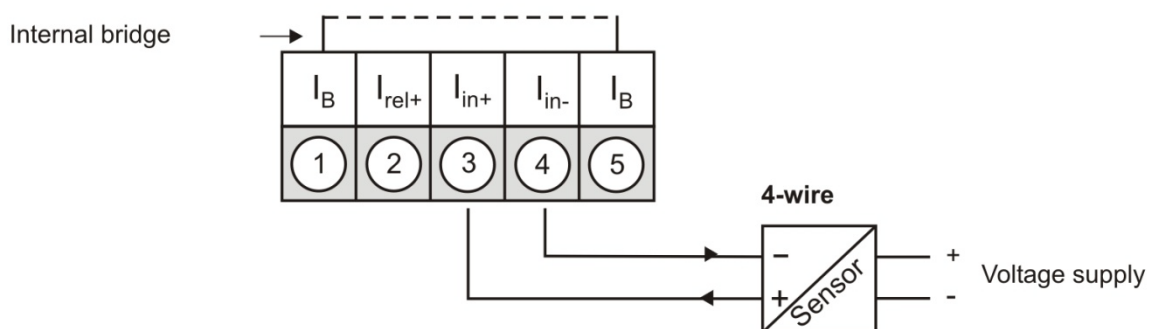 Internal bridge
I_B I_rel+ I_in+ I_in- I_B
1 2 3 4 5
4-wire
− +
Sensor
+ Voltage supply
-